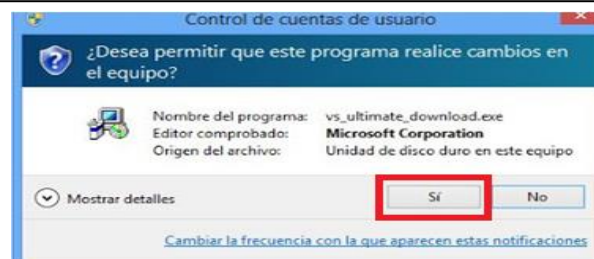 Control de cuentas de usuario
¿Desea permitir que este programa realice cambios en
el equipo?
Nombre del programa: vs_ultimate_download.exe
Editor comprobado: Microsoft Corporation
Origen del archivo: Unidad de disco duro en este equipo
Mostrar detalles Sí No
Cambiar la frecuencia con la que aparecen estas notificaciones